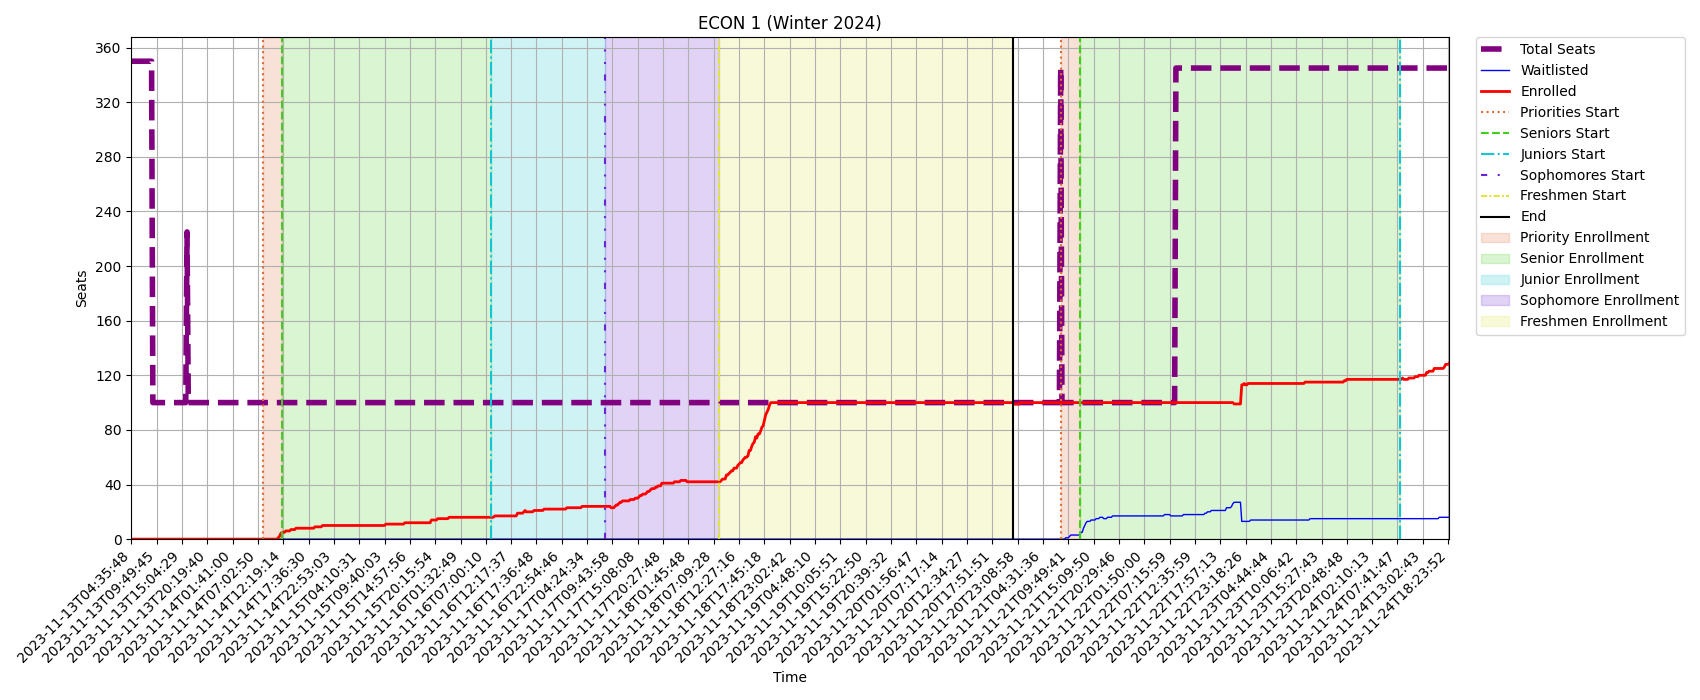 ECON 1 (Winter 2024)
360
320
280
240
200
160
120
80
40
0
Seats
2023-11-13T04:35:48
2023-11-13T09:49:45
2023-11-13T15:04:29
2023-11-13T20:19:40
2023-11-14T01:41:00
2023-11-14T07:02:50
2023-11-14T12:19:14
2023-11-14T17:36:30
2023-11-14T22:53:03
2023-11-15T04:10:31
2023-11-15T09:40:03
2023-11-15T14:57:56
2023-11-15T20:15:54
2023-11-16T01:32:49
2023-11-16T07:00:10
2023-11-16T12:17:37
2023-11-16T17:36:48
2023-11-16T22:54:46
2023-11-17T04:24:34
2023-11-17T09:43:58
2023-11-17T15:08:08
2023-11-17T20:27:48
2023-11-18T01:45:48
2023-11-18T07:09:28
2023-11-18T12:27:16
2023-11-18T17:45:19
2023-11-18T23:02:42
2023-11-19T04:48:10
2023-11-19T10:05:51
2023-11-19T15:22:50
2023-11-19T20:39:32
2023-11-20T01:56:47
2023-11-20T07:17:14
2023-11-20T12:34:27
2023-11-20T17:51:51
2023-11-20T23:08:58
2023-11-21T04:31:36
2023-11-21T09:49:41
2023-11-21T15:09:50
2023-11-21T20:29:46
2023-11-22T01:50:00
2023-11-22T07:15:59
2023-11-22T12:35:59
2023-11-22T17:57:13
2023-11-22T23:18:26
2023-11-23T04:44:44
2023-11-23T10:06:42
2023-11-23T15:27:43
2023-11-23T20:48:48
2023-11-24T02:10:13
2023-11-24T07:41:47
2023-11-24T13:02:43
2023-11-24T18:23:52
Time
Total Seats
Waitlisted
Enrolled
Priorities Start
Seniors Start
Juniors Start
Sophomores Start
Freshmen Start
End
Priority Enrollment
Senior Enrollment
Junior Enrollment
Sophomore Enrollment
Freshmen Enrollment